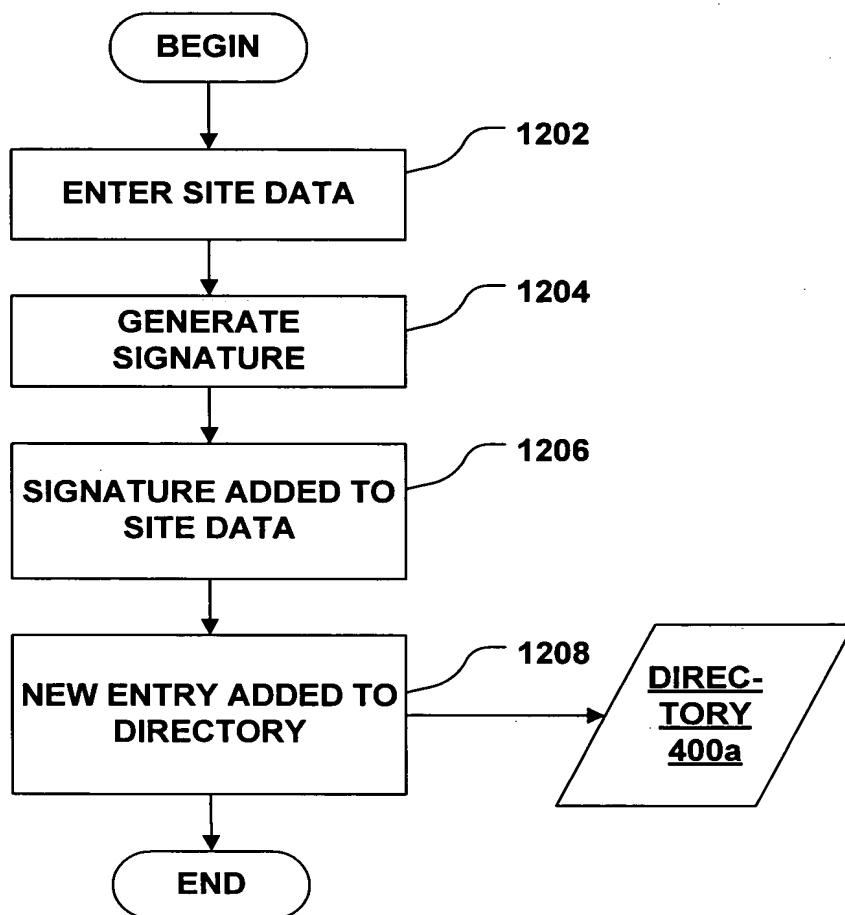 BEGIN
1202
ENTER SITE DATA
1204
GENERATE
SIGNATURE
1206
SIGNATURE ADDED TO
SITE DATA
1208
NEW ENTRY ADDED TO
DIRECTORY
DIREC-
TORY
400a
END